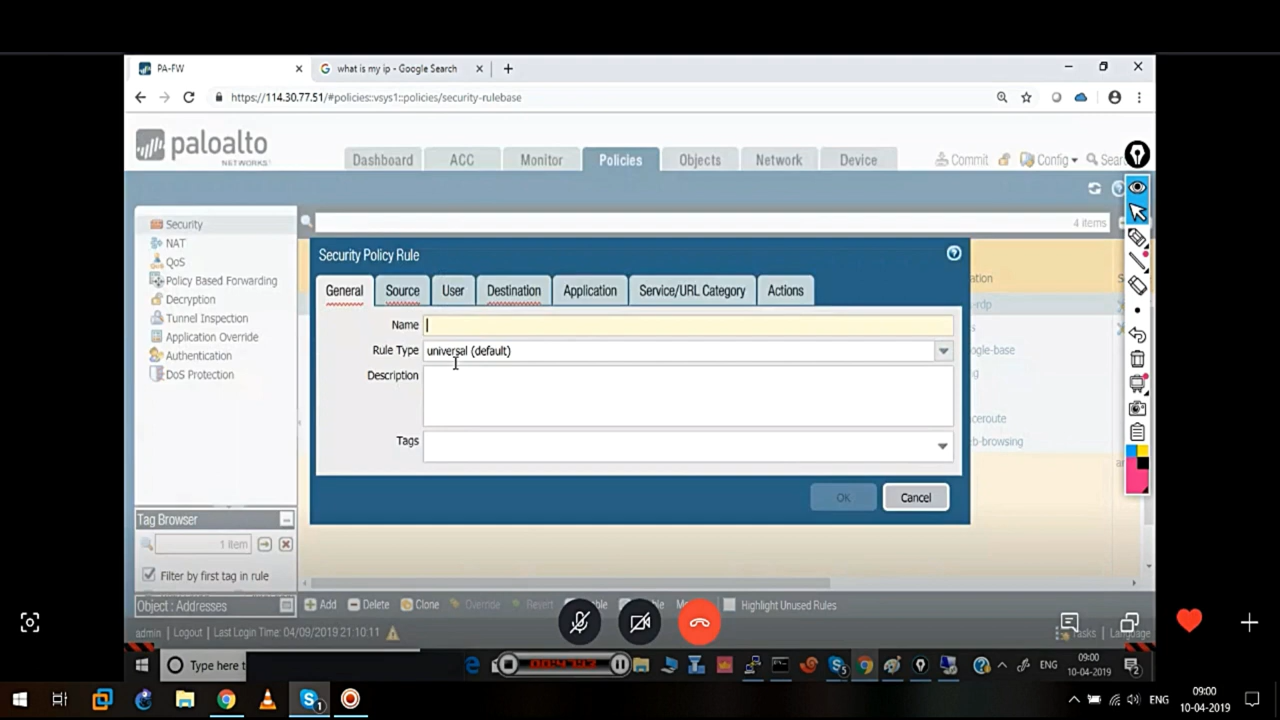 PA-FW
what is my ip - Google Search
https://114.30.77.51/#policies::vsys1::policies/security-rulebase
paloalto
NETWORKS
Dashboard ACC Monitor Policies Objects Network Device Commit Config
Security
NAT
QoS
Policy Based Forwarding
Decryption
Tunnel Inspection
Application Override
Authentication
DoS Protection
4 items
Security Policy Rule
General Source User Destination Application Service/URL Category Actions
Name
Rule Type universal (default)
Description
Tags
OK Cancel
Tag Browser
1 item
Filter by first tag in rule
Object : Addresses
Add Delete Clone Override Revert Highlight Unused Rules
admin | Logout | Last Login Time: 04/09/2019 21:10:11
Tasks | Language
Type here t
ENG 09:00
10-04-2019
ENG 09:00
10-04-2019